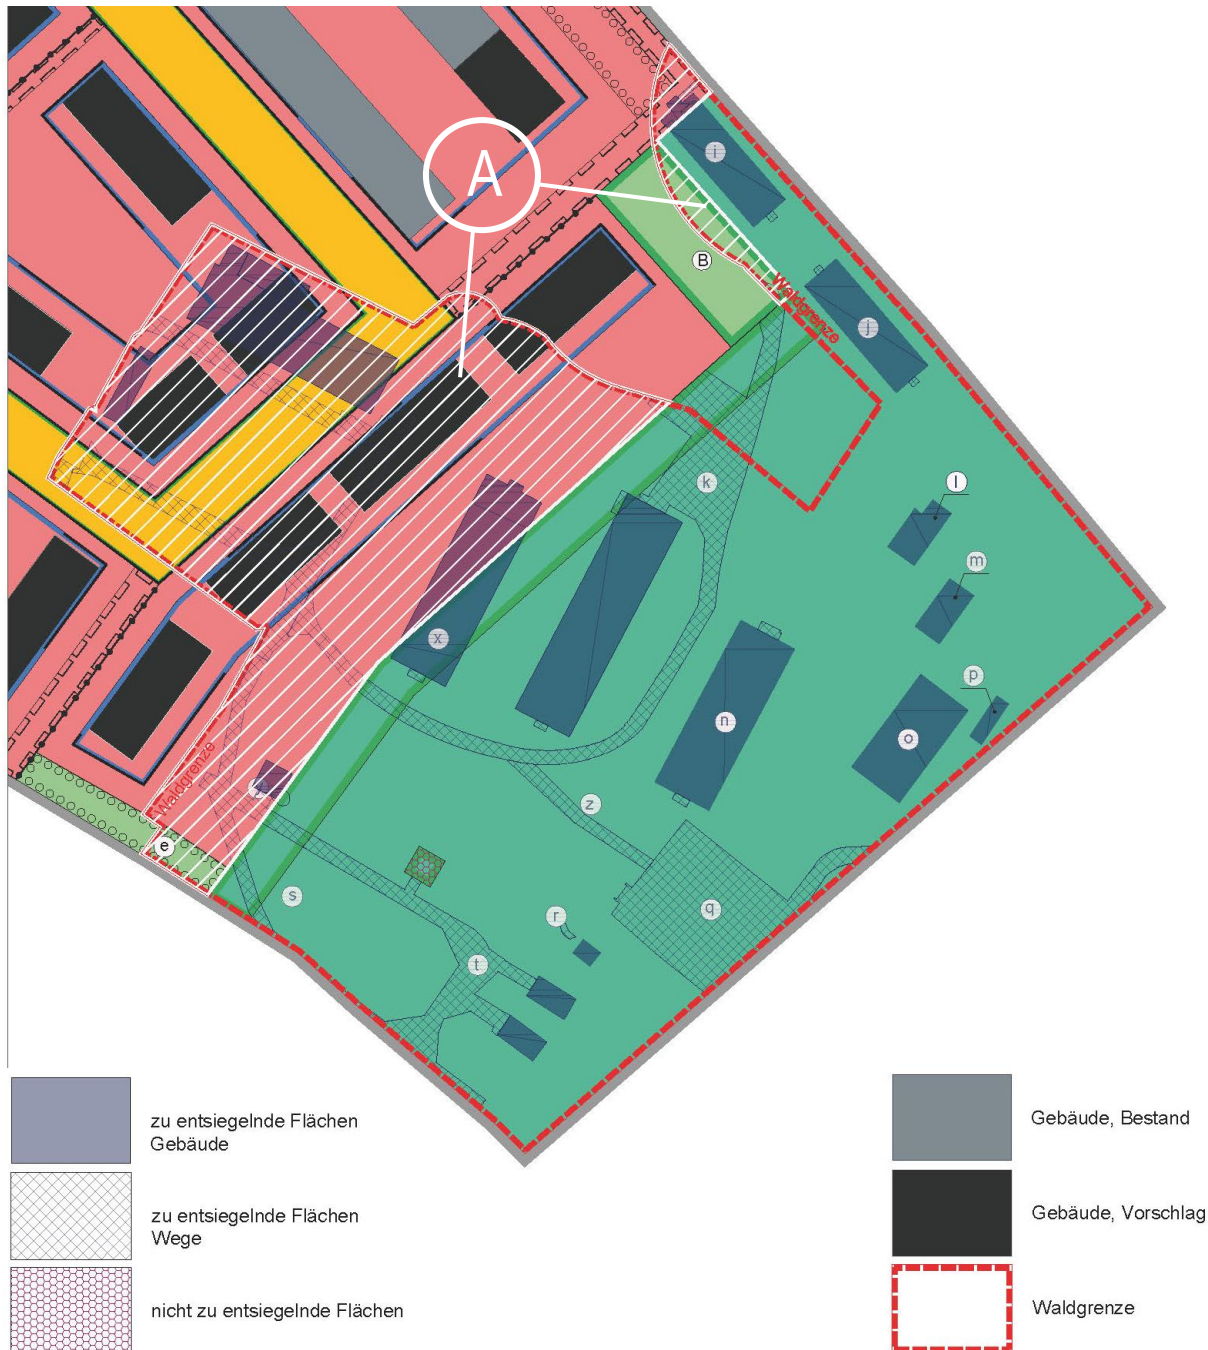 A
i
B
Waldgrenze
j
k
l
m
x
p
n
o
Waldgrenze
z
e
s
r
q
t
zu entsiegelnde Flächen
Gebäude
zu entsiegelnde Flächen
Wege
nicht zu entsiegelnde Flächen
Gebäude, Bestand
Gebäude, Vorschlag
Waldgrenze